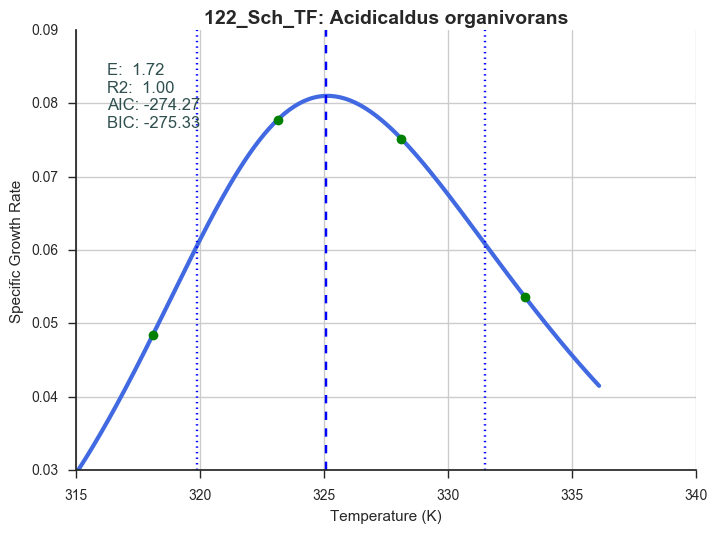 122_Sch_TF: Acidicaldus organivorans
E: 1.72
R2: 1.00
AIC: -274.27
BIC: -275.33
Specific Growth Rate
0.09
0.08
0.07
0.06
0.05
0.04
0.03
315 320 325 330 335 340
Temperature (K)